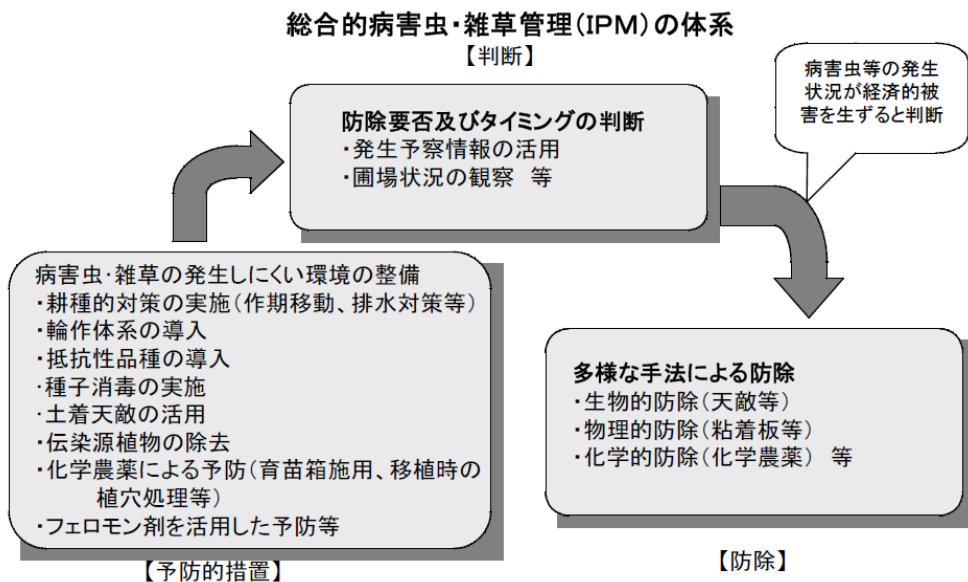 総合的病害虫・雑草管理(IPM)の体系
【判断】
防除要否及びタイミングの判断
・発生予察情報の活用
・圃場状況の観察 等
病害虫等の発生
状況が経済的被
害を生ずると判断
病害虫・雑草の発生しにくい環境の整備
・耕種的対策の実施(作期移動、排水対策等)
・輪作体系の導入
・抵抗性品種の導入
・種子消毒の実施
・土着天敵の活用
・伝染源植物の除去
・化学農薬による予防(育苗箱施用、移植時の
植穴処理等)
・フェロモン剤を活用した予防等
【予防的措置】
多様な手法による防除
・生物的防除(天敵等)
・物理的防除(粘着板等)
・化学的防除(化学農薬) 等
【防除】